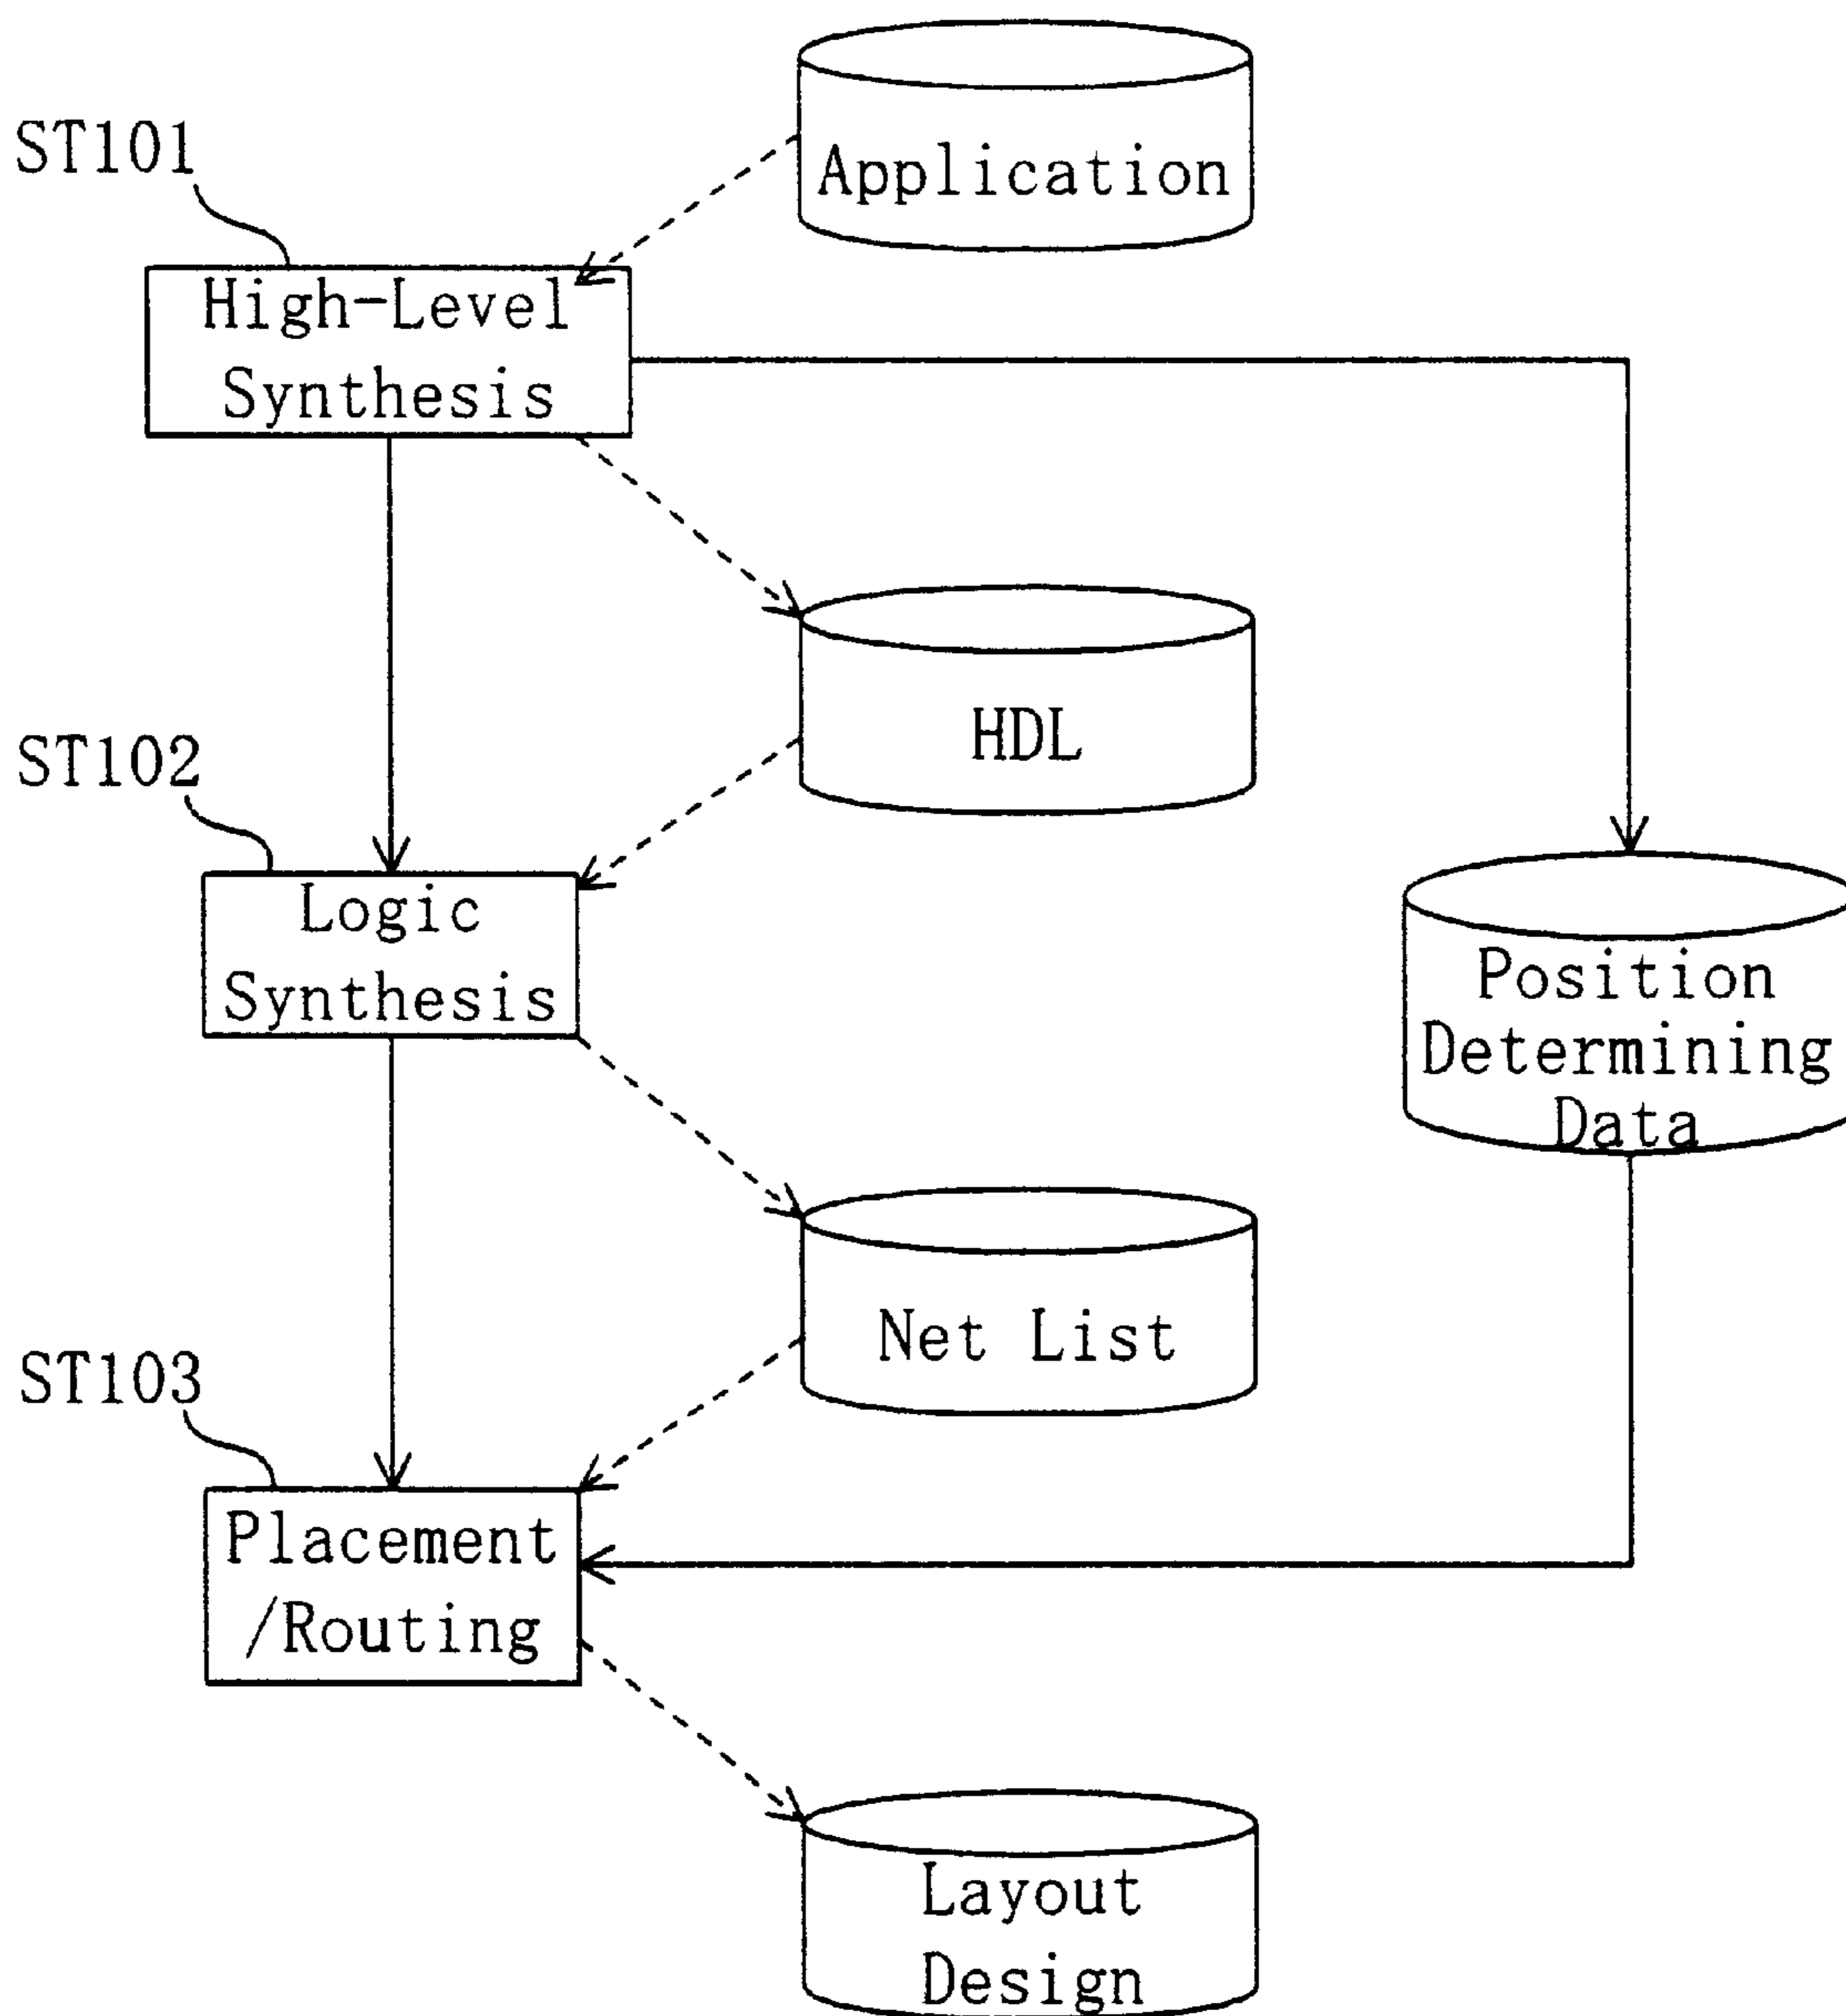 Application
ST101
High-Level
Synthesis
HDL
ST102
Logic
Synthesis
Position
Determining
Data
Net List
ST103
Placement
/Routing
Layout
Design